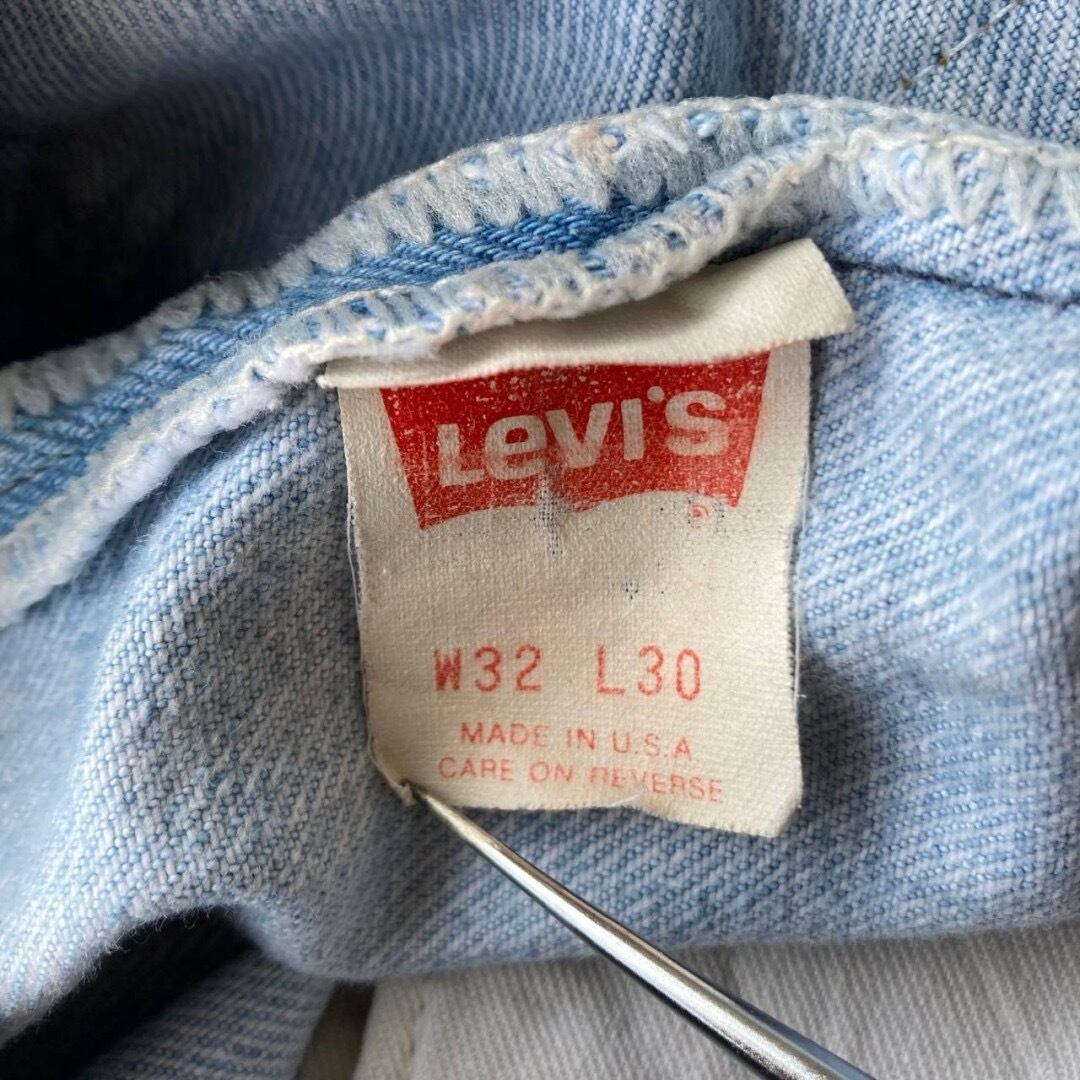 Levi's
W32 L30
MADE IN U.S.A
CARE ON REVERSE